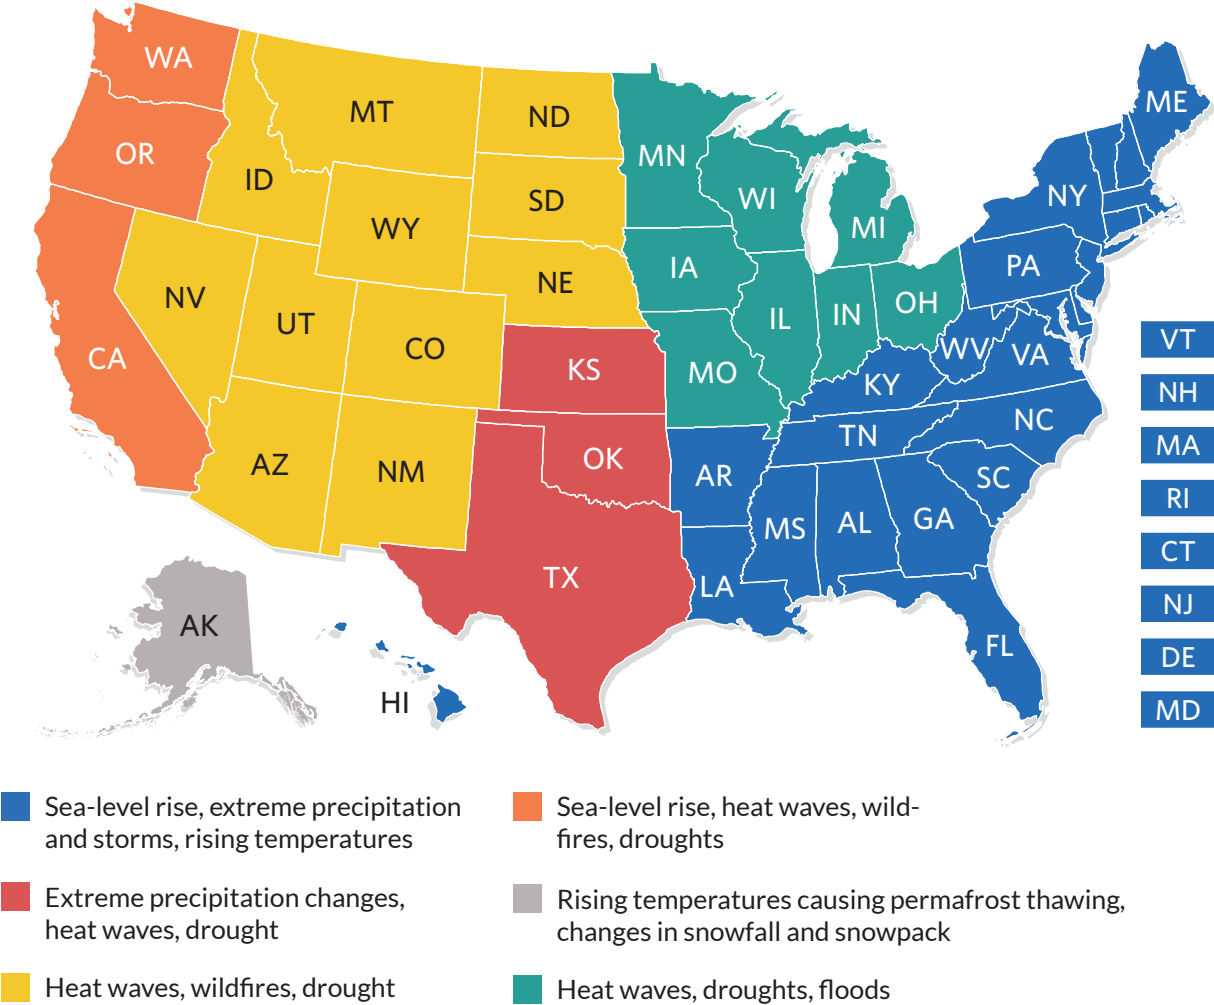 WA
MT
ND
OR
ID
SD
WY
NE
MN
WI
MI
ME
NY
PA
NV
UT
CO
CA
IA
IL
IN
OH
WV
VA
KS
MO
KY
NC
TN
AZ
NM
OK
AR
SC
MS
AL
GA
TX
LA
FL
AK
HI
VT
NH
MA
RI
CT
NJ
DE
MD
Sea-level rise, extreme precipitation
and storms, rising temperatures
Extreme precipitation changes,
heat waves, drought
Heat waves, wildfires, drought
Sea-level rise, heat waves, wild-
fires, droughts
Rising temperatures causing permafrost thawing,
changes in snowfall and snowpack
Heat waves, droughts, floods